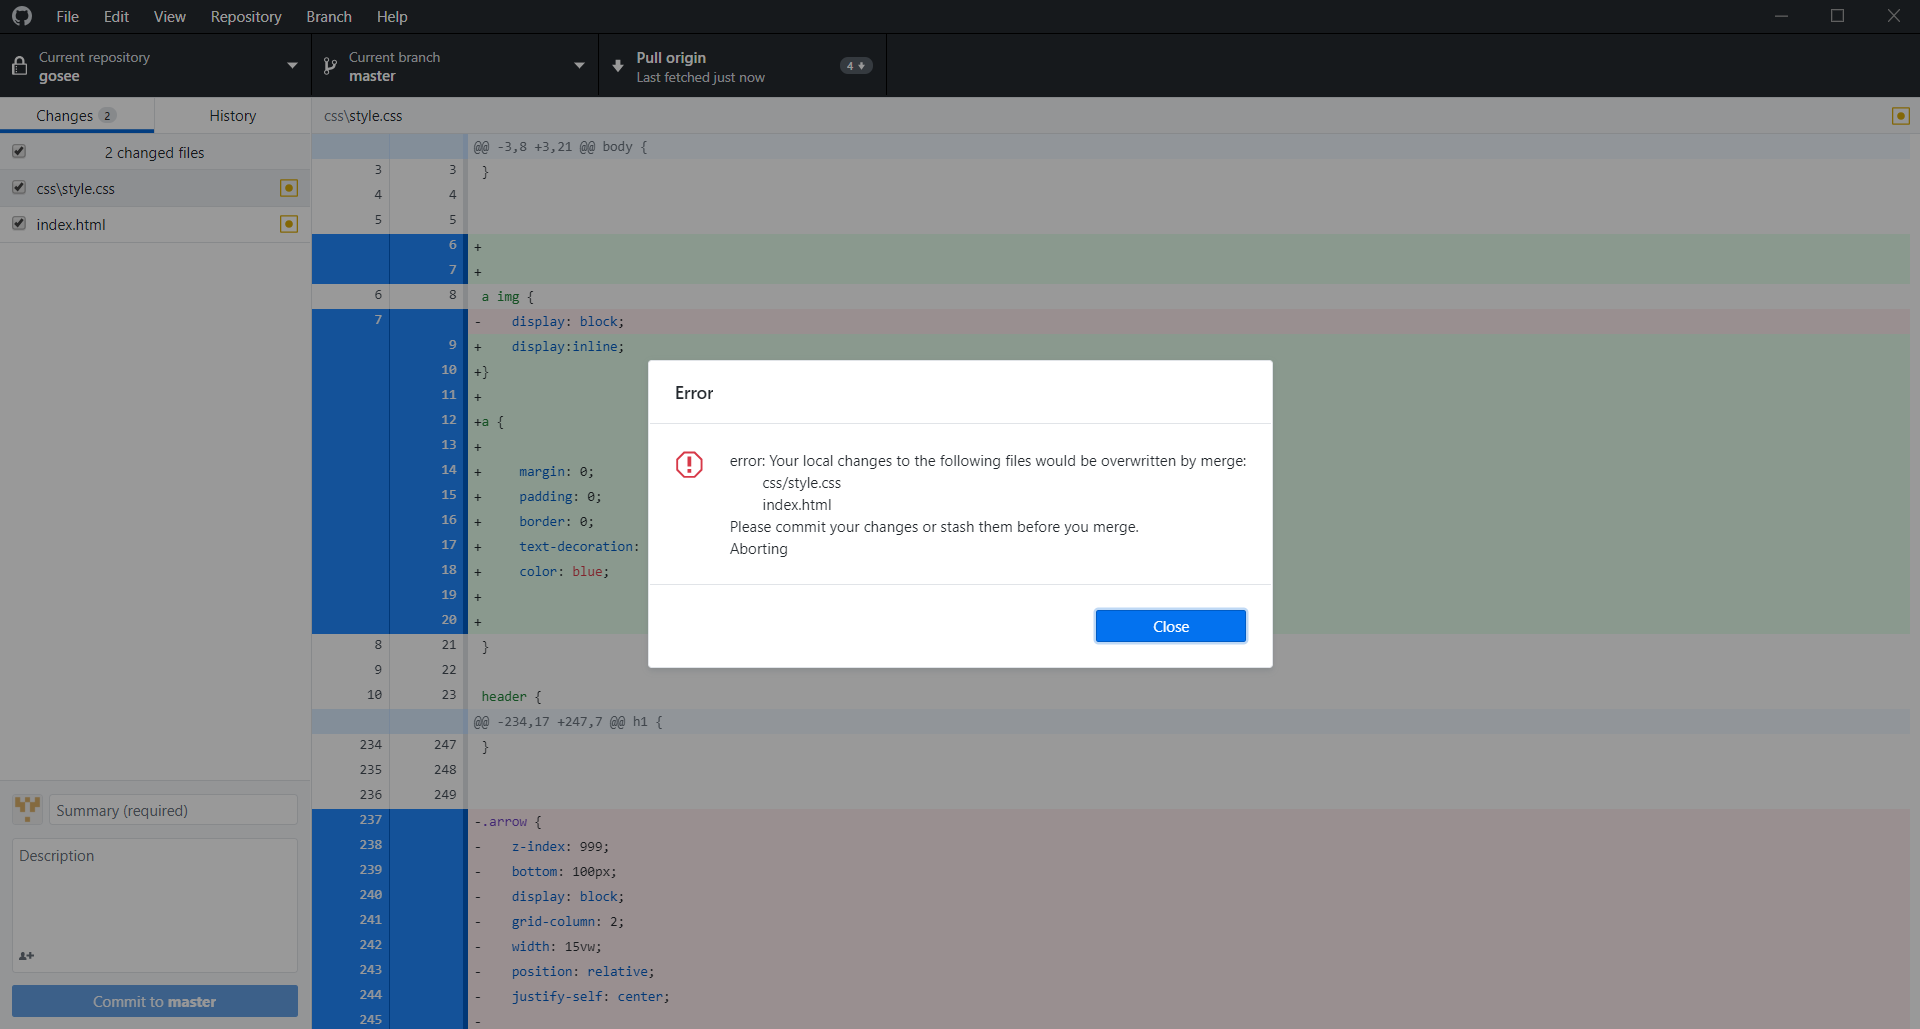 File Edit View Repository Branch Help
Current repository
gosee
Current branch
master
Pull origin
Last fetched just now
4
Changes 2
History
css\style.css
2 changed files
css\style.css
index.html
@@ -3,8 +3,21 @@ body {
3 3 }
4 4
5 5
6 +
7 +
6 8 a img {
7 - display: block;
9 + display:inline;
10 +}
11 +
12 +a {
13 +
14 + margin: 0;
15 + padding: 0;
16 + border: 0;
17 + text-decoration:
18 + color: blue;
19 +
20 +
8 21 }
9 22
10 23 header {
@@ -234,17 +247,7 @@ h1 {
234 247 }
235 248
236 249
237 -.arrow {
238 - z-index: 999;
239 - bottom: 100px;
240 - display: block;
241 - grid-column: 2;
242 - width: 15vw;
243 - position: relative;
244 - justify-self: center;
245 -
Error
error: Your local changes to the following files would be overwritten by merge:
css/style.css
index.html
Please commit your changes or stash them before you merge.
Aborting
Close
Summary (required)
Description
Commit to master